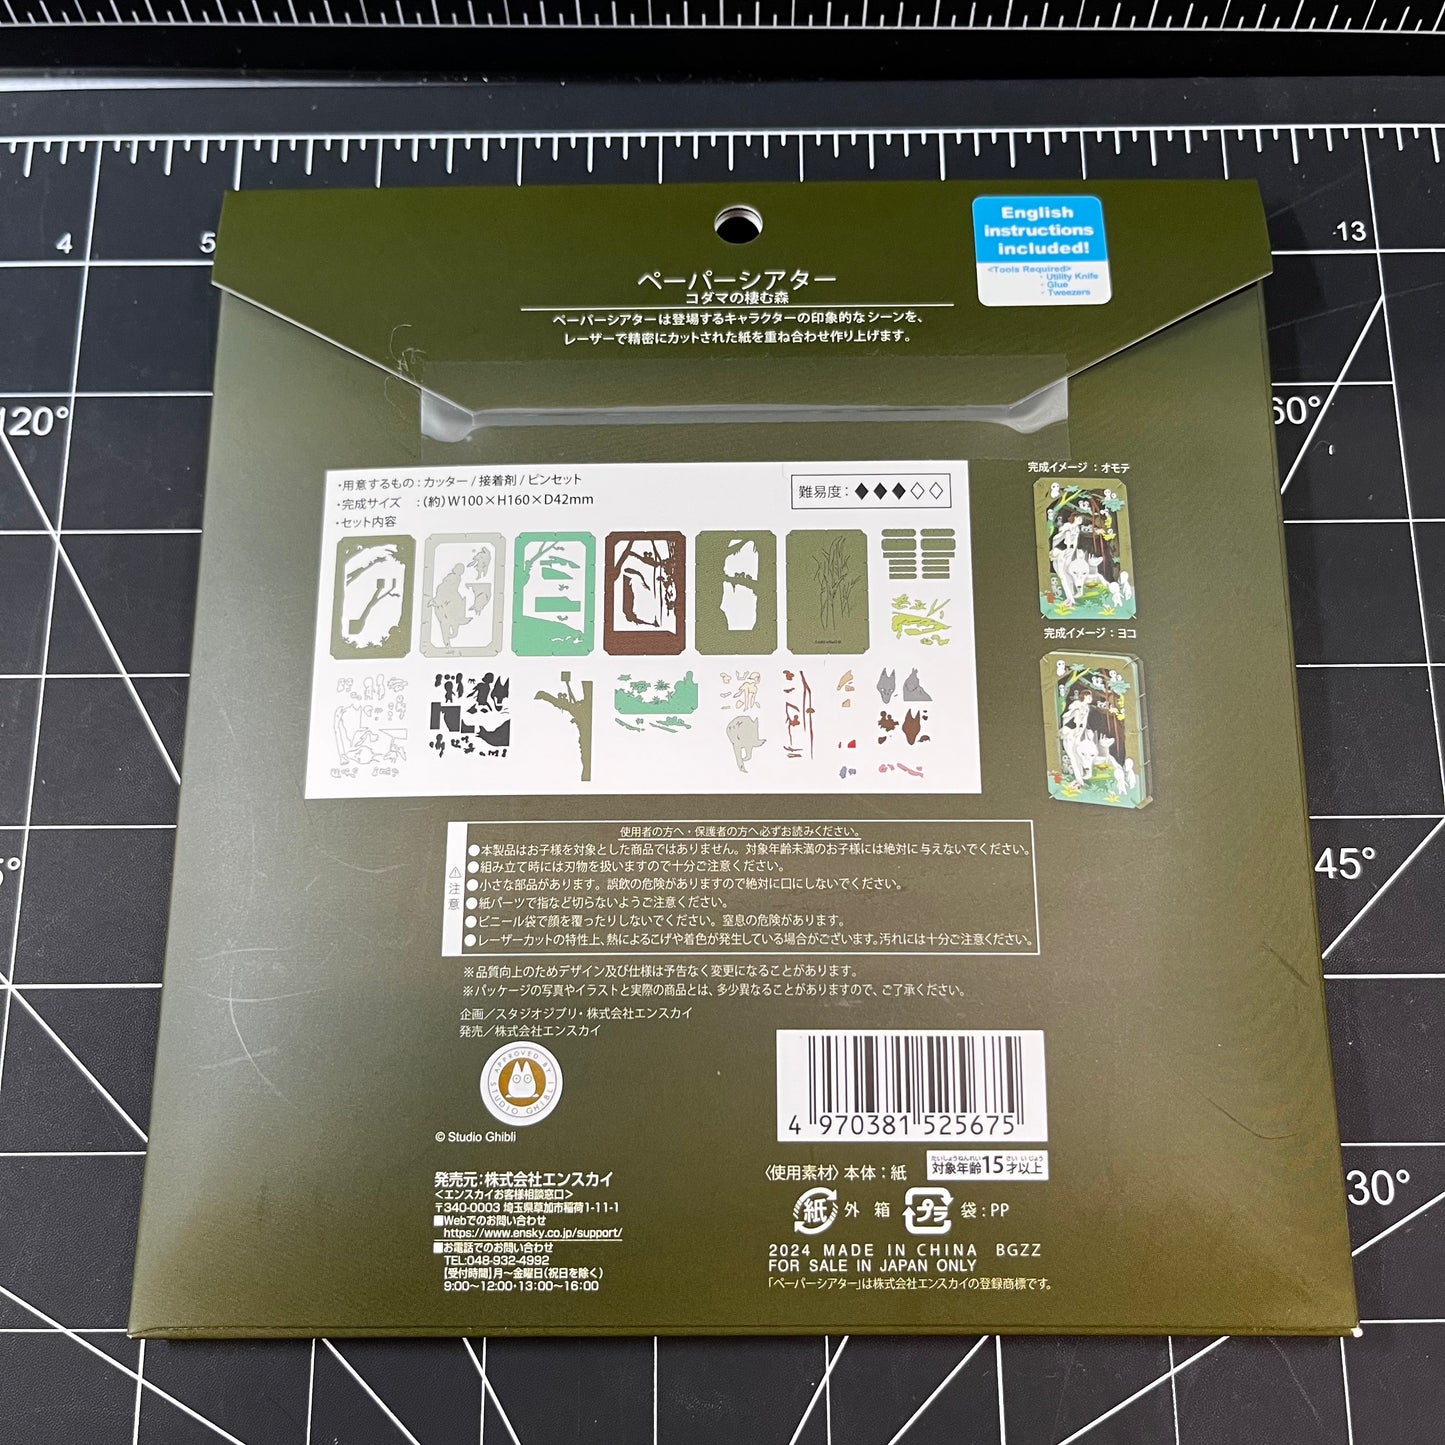 4
5
13
English
instructions
included!
<Tools Required>
・Utility Knife
・Glue
・Tweezers
ペーパーシアター
コダマの棲む森
ペーパーシアターは登場するキャラクターの印象的なシーンを、
レーザーで精密にカットされた紙を重ね合わせ作り上げます。
120°
60°
・用意するもの：カッター / 接着剤 / ピンセット
・完成サイズ ：（約）W100×H160×D42mm
・セット内容
難易度：◆◆◆◇◇
完成イメージ ：オモテ
完成イメージ：ヨコ
45°
⚠注意
使用者の方へ・保護者の方へ必ずお読みください。
●本製品はお子様を対象とした商品ではありません。対象年齢未満のお子様には絶対に与えないでください。
●組み立て時には刃物を扱いますので十分ご注意ください。
●小さな部品があります。誤飲の危険がありますので絶対に口にしないでください。
●紙パーツで指など切らないようご注意ください。
●ビニール袋で顔を覆ったりしないでください。窒息の危険があります。
●レーザーカットの特性上、熱によるこげや着色が発生している場合がございます。汚れには十分ご注意ください。
※品質向上のためデザイン及び仕様は予告なく変更になることがあります。
※パッケージの写真やイラストと実際の商品とは、多少異なることがありますので、ご了承ください。
企画／スタジオジブリ・株式会社エンスカイ
発売／株式会社エンスカイ
APPROVED BY
STUDIO GHIBLI
© Studio Ghibli
4 970381 525675
発売元：株式会社エンスカイ
＜エンスカイお客様相談窓口＞
〒340-0003 埼玉県草加市稲荷1-11-1
■Webでのお問い合わせ
https://www.ensky.co.jp/support/
■お電話でのお問い合わせ
TEL:048-932-4992
【受付時間】月～金曜日（祝日を除く）
9:00～12:00・13:00～16:00
〈使用素材〉本体：紙
対象年齢15才以上
紙 外 箱 プラ 袋：PP
2024 MADE IN CHINA BGZZ
FOR SALE IN JAPAN ONLY
「ペーパーシアター」は株式会社エンスカイの登録商標です。
30°